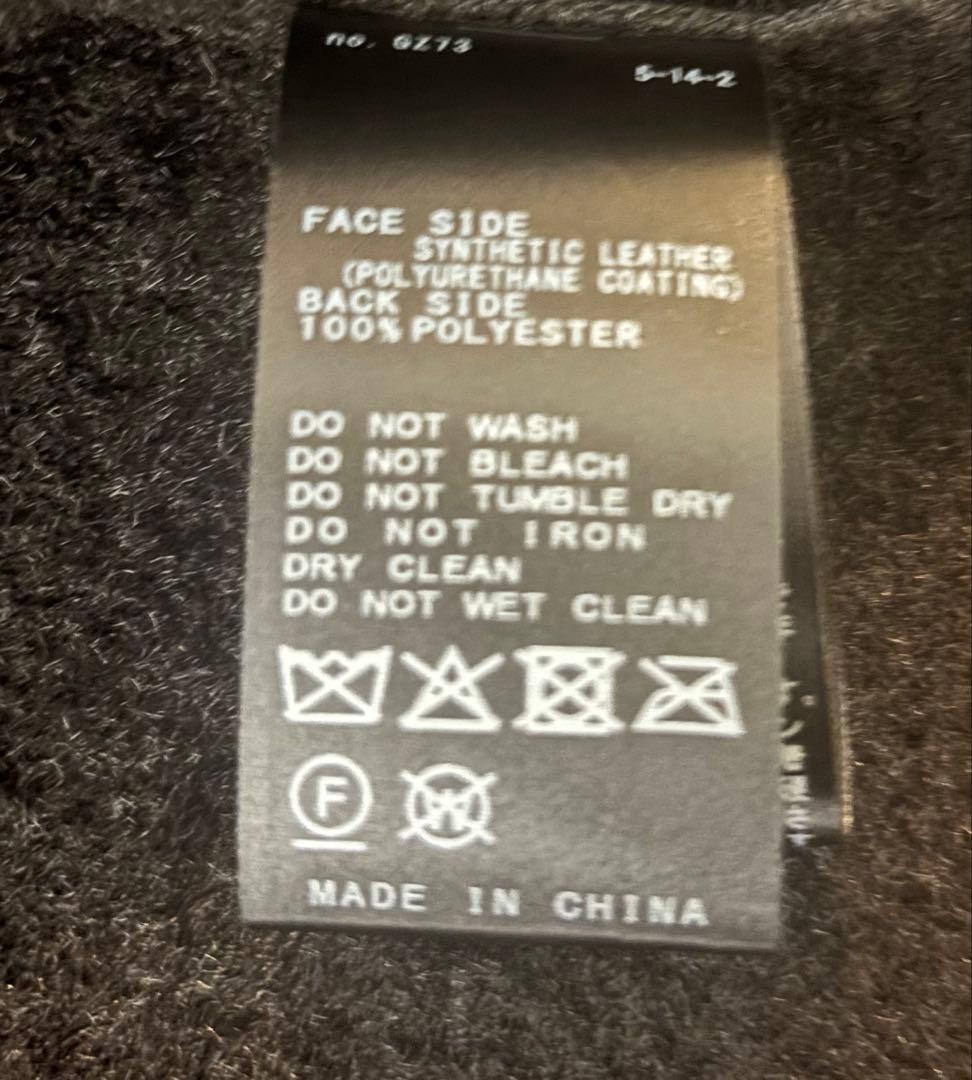 no. GZ73
5-14-2
FACE SIDE
SYNTHETIC LEATHER
(POLYURETHANE COATING)
BACK SIDE
100%POLYESTER
DO NOT WASH
DO NOT BLEACH
DO NOT TUMBLE DRY
DO NOT IRON
DRY CLEAN
DO NOT WET CLEAN
F W
MADE IN CHINA